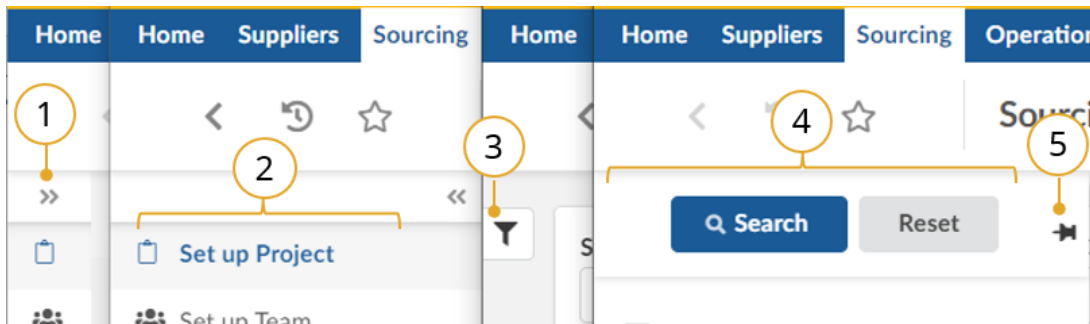 Home
Home Suppliers Sourcing
Home
Home Suppliers Sourcing Operation
1
2
3
4
5
Sourci
Search Reset
Set up Project
S
Set up Team